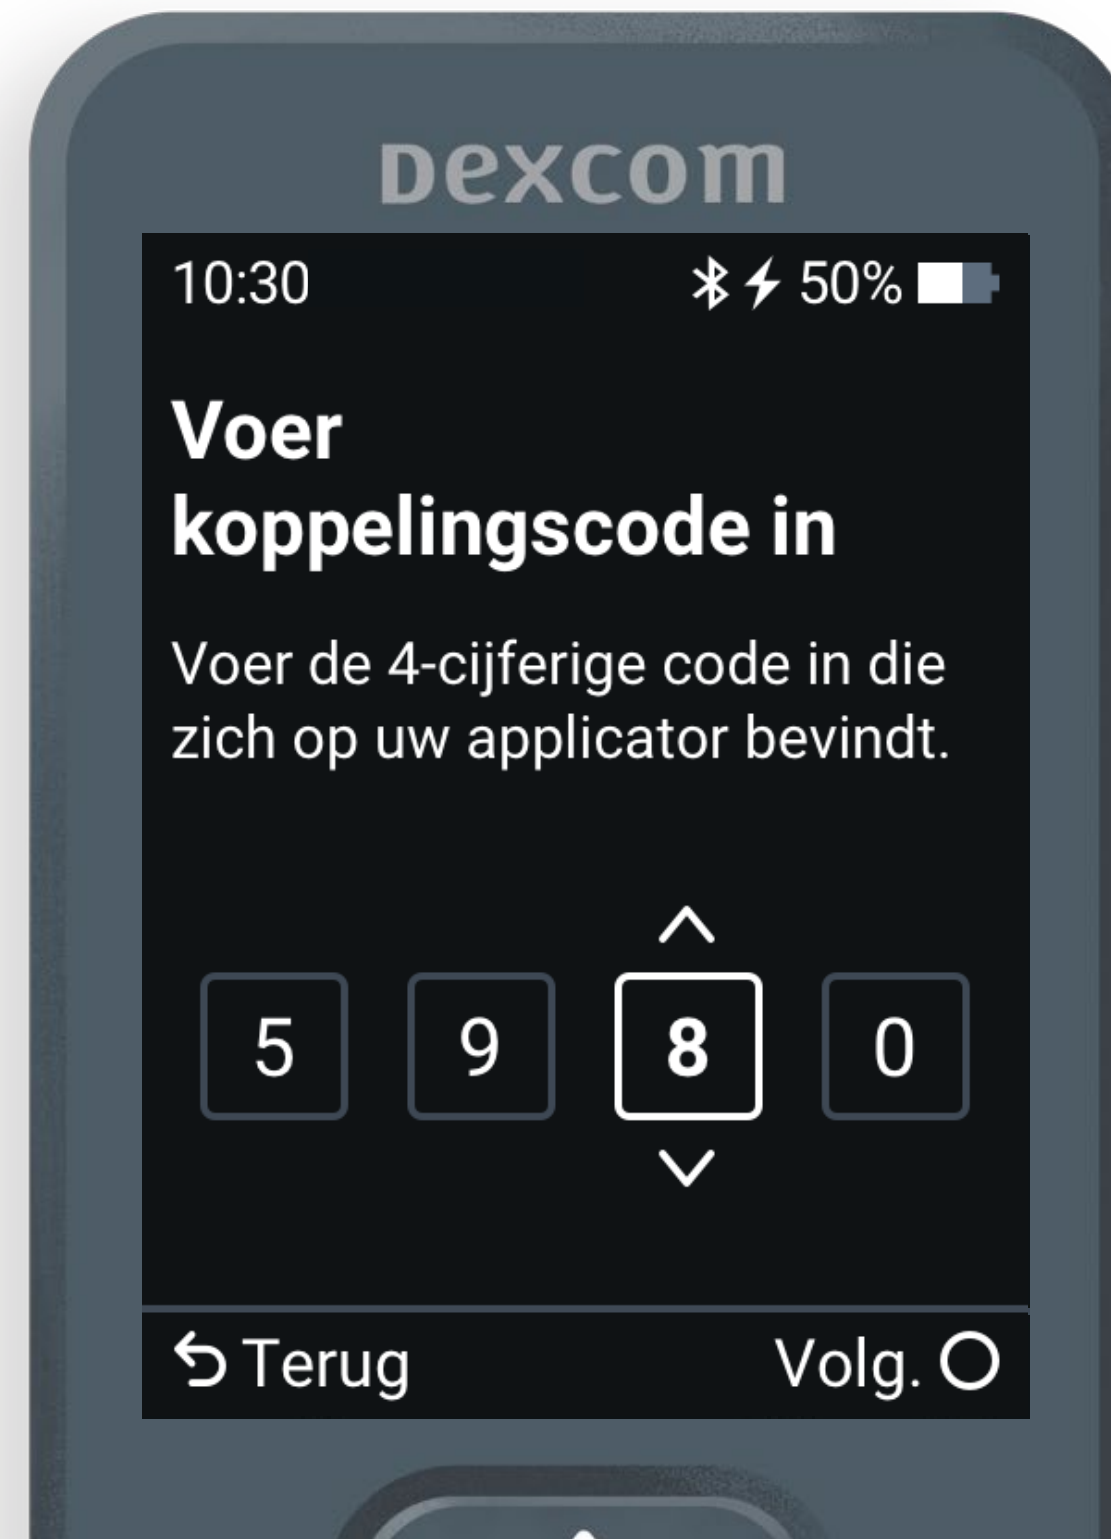 Dexcom
10:30 50%
Voer
koppelingscode in
Voer de 4-cijferige code in die
zich op uw applicator bevindt.
5 9 8 0
Terug Volg.